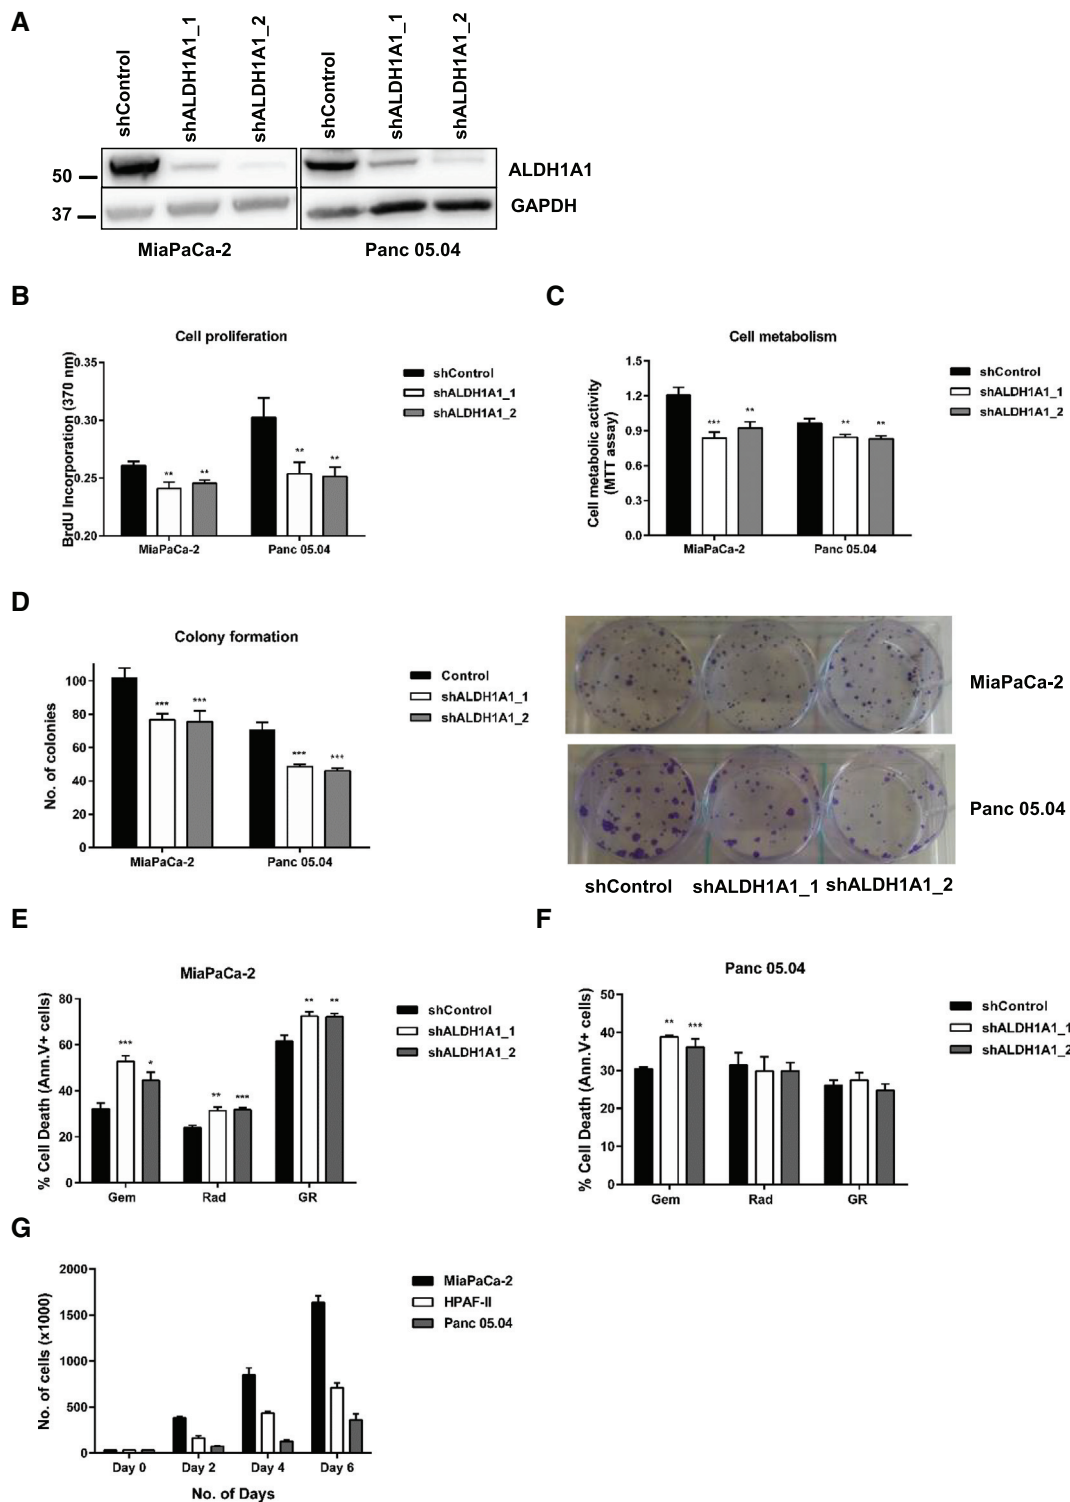 A
shControl
shALDH1A1_1
shALDH1A1_2
shControl
shALDH1A1_1
shALDH1A1_2
50
ALDH1A1
37
GAPDH
MiaPaCa-2
Panc 05.04
B
Cell proliferation
BrdU Incorporation (370 nm)
0.35
0.30
0.25
0.20
** **
** **
MiaPaCa-2
Panc 05.04
shControl
shALDH1A1_1
shALDH1A1_2
C
Cell metabolism
Cell metabolic activity
(MTT assay)
1.5
1.2
0.9
0.6
0.3
0.0
*** **
** **
MiaPaCa-2
Panc 05.04
shControl
shALDH1A1_1
shALDH1A1_2
D
Colony formation
No. of colonies
100
80
60
40
20
0
*** ***
*** ***
MiaPaCa-2
Panc 05.04
Control
shALDH1A1_1
shALDH1A1_2
MiaPaCa-2
Panc 05.04
shControl
shALDH1A1_1
shALDH1A1_2
E
MiaPaCa-2
% Cell Death (Ann.V+ cells)
80
60
40
20
0
*** *
** ***
** **
Gem
Rad
GR
shControl
shALDH1A1_1
shALDH1A1_2
F
Panc 05.04
% Cell Death (Ann.V+ cells)
50
40
30
20
10
0
** ***
Gem
Rad
GR
shControl
shALDH1A1_1
shALDH1A1_2
G
No. of cells (x1000)
2000
1500
1000
500
0
Day 0
Day 2
Day 4
Day 6
No. of Days
MiaPaCa-2
HPAF-II
Panc 05.04